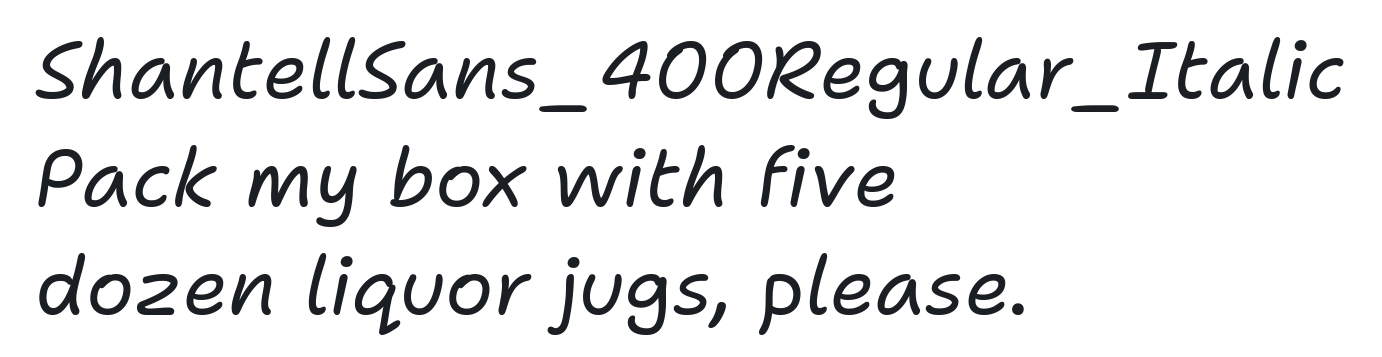 ShantellSans_400Regular_Italic
Pack my box with five
dozen liquor jugs, please.